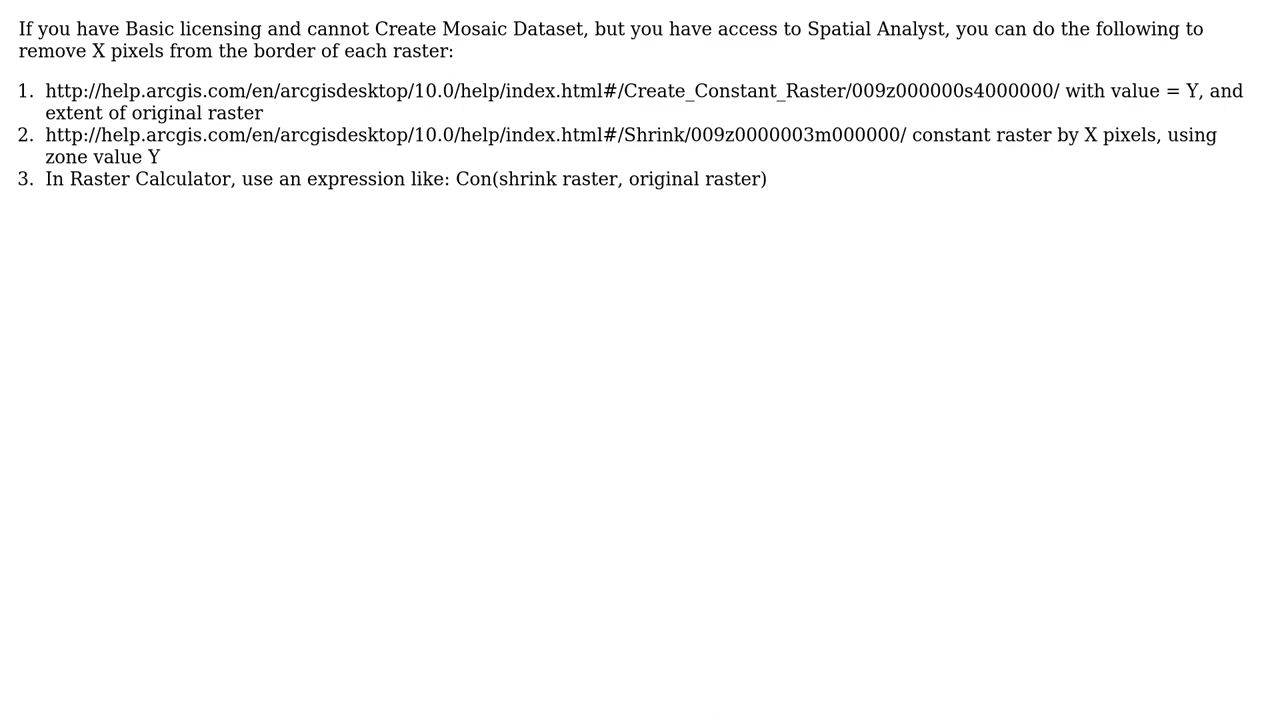 If you have Basic licensing and cannot Create Mosaic Dataset, but you have access to Spatial Analyst, you can do the following to
remove X pixels from the border of each raster:
1. http://help.arcgis.com/en/arcgisdesktop/10.0/help/index.html#/Create_Constant_Raster/009z000000s4000000/ with value = Y, and
extent of original raster
2. http://help.arcgis.com/en/arcgisdesktop/10.0/help/index.html#/Shrink/009z0000003m000000/ constant raster by X pixels, using
zone value Y
3. In Raster Calculator, use an expression like: Con(shrink raster, original raster)